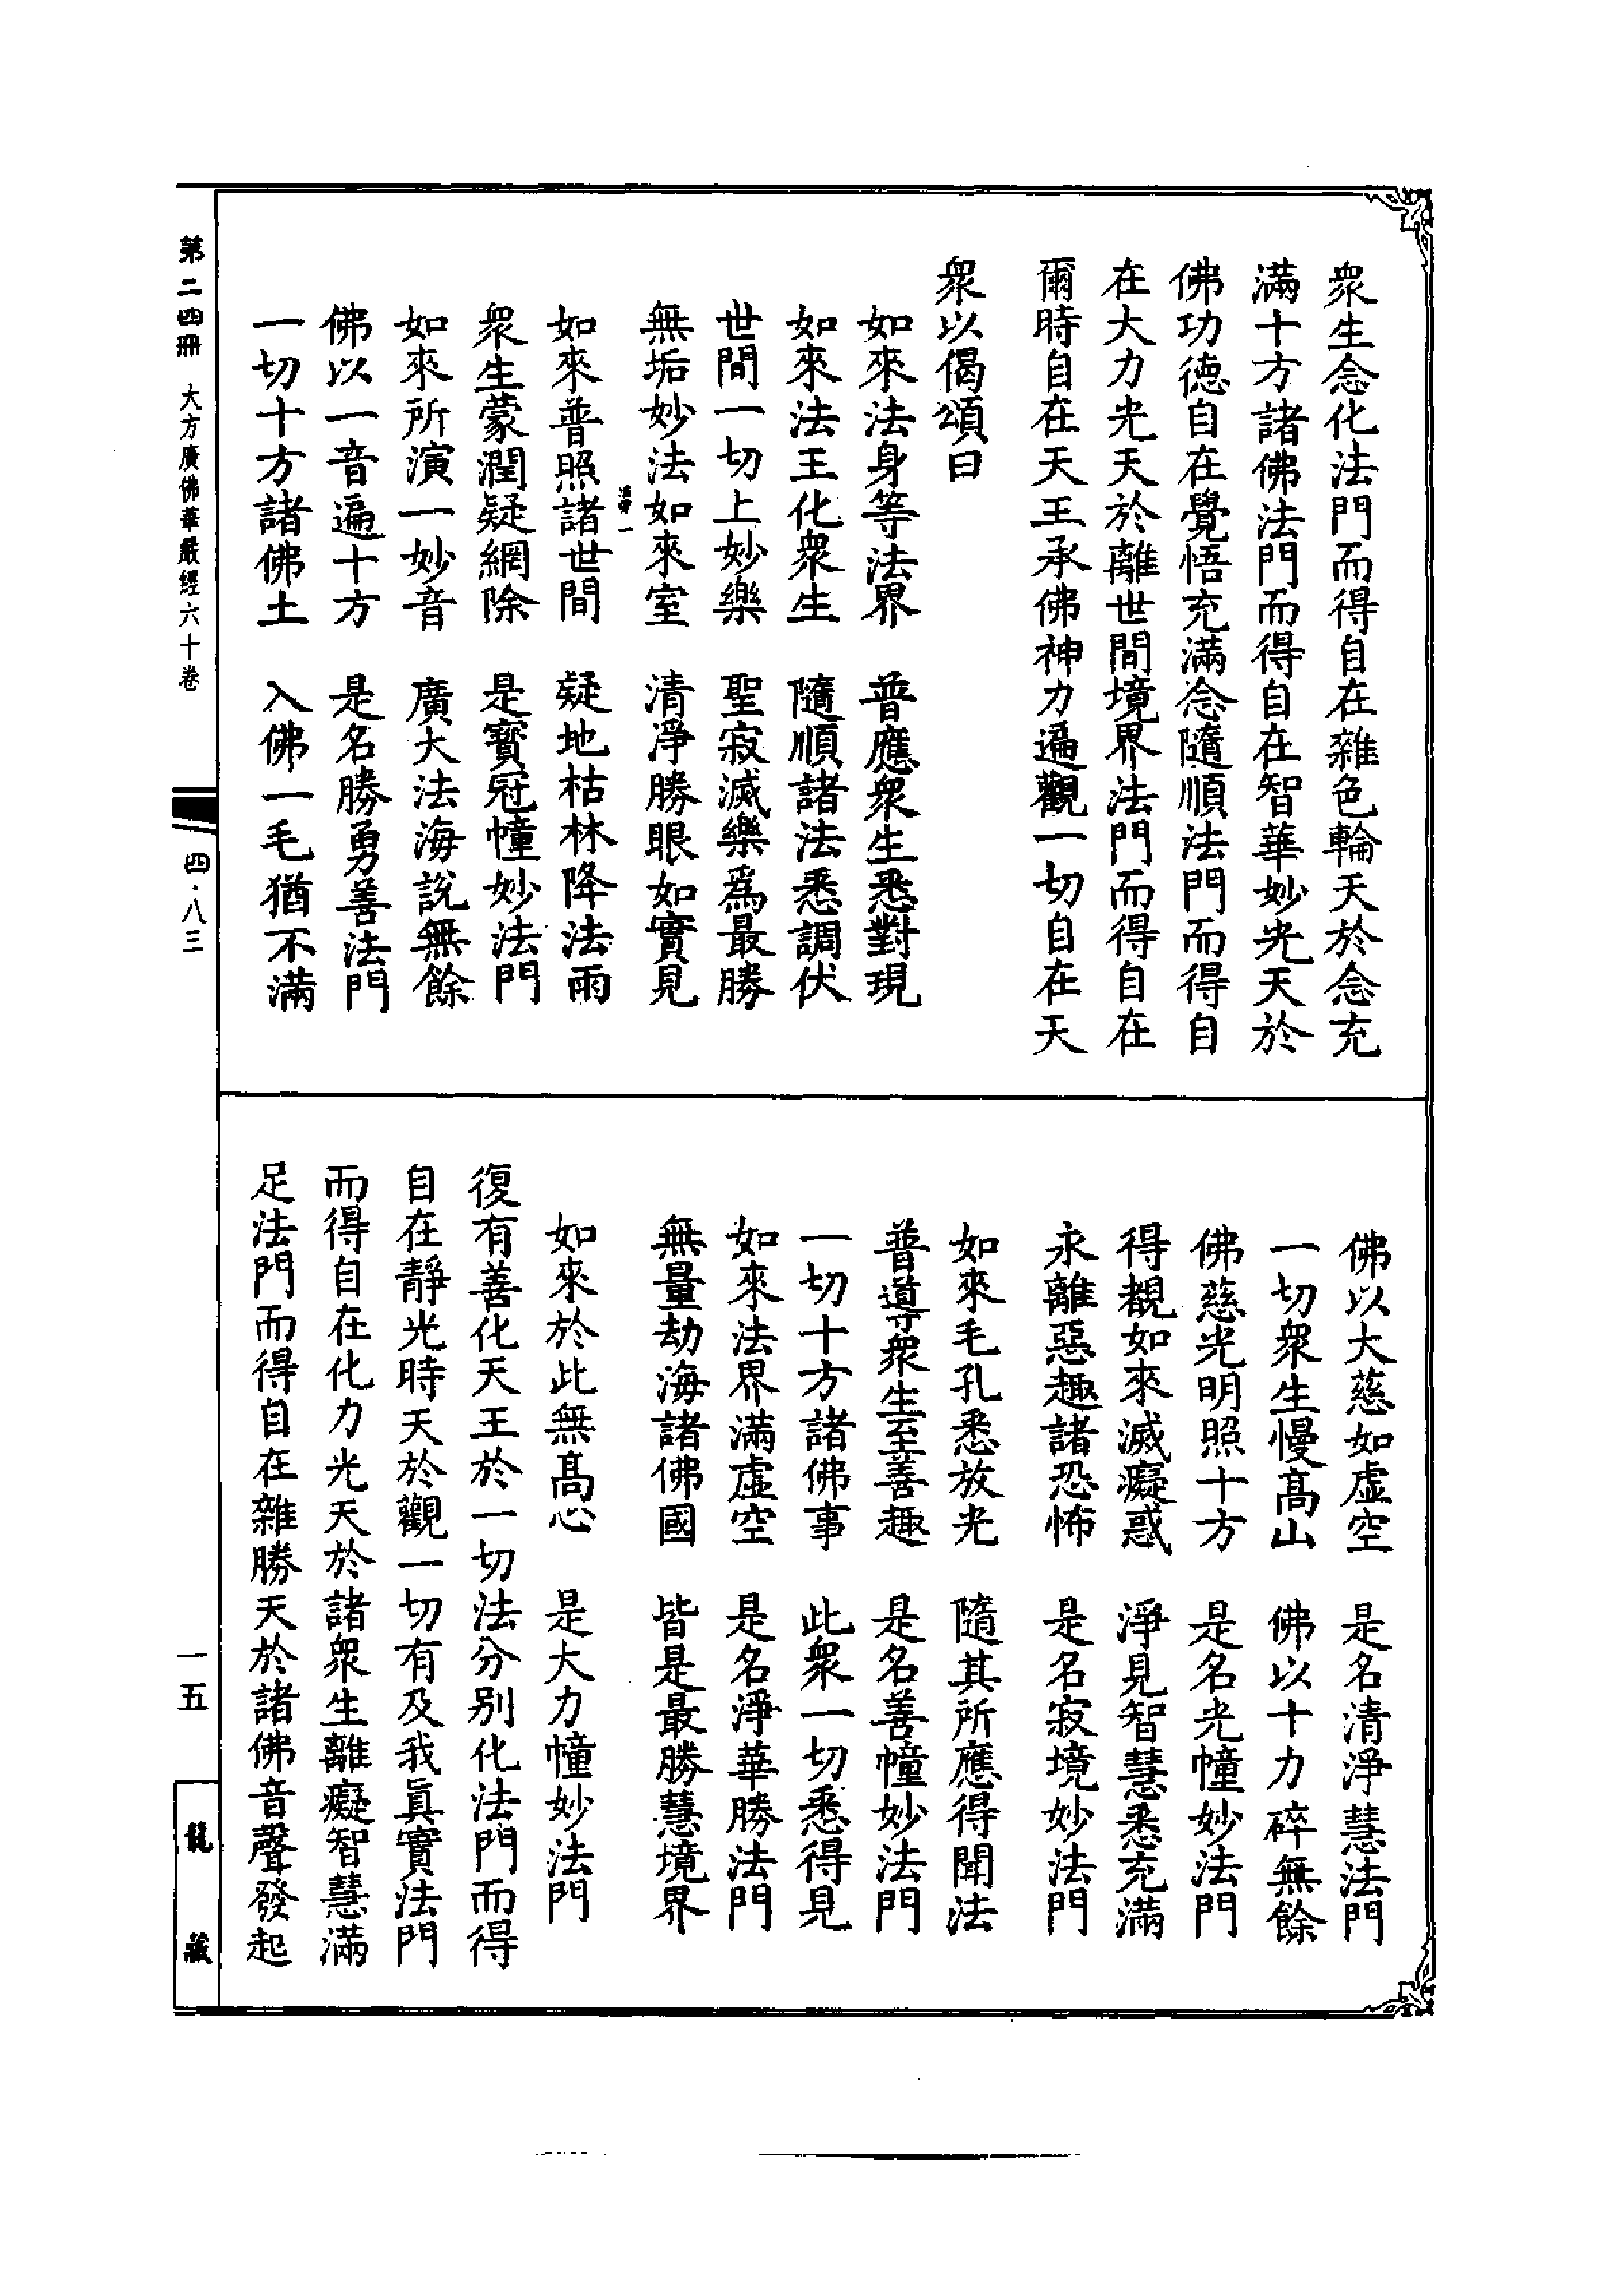 衆生念化法門而得自在雜色輪天於念充
滿十方諸佛法門而得自在智華妙光天於
佛功德自在覺悟充滿念隨順法門而得自
在大力光天於離世間境界法門而得自在
爾時自在天王承佛神力遍觀一切自在天
衆以偈頌曰
如來法身等法界　普應衆生悉對現
如來法王化衆生　隨順諸法悉調伏
世間一切上妙樂　聖寂滅樂爲最勝
無垢妙法如來室　清淨勝眼如實見
如來普照諸世間　疑地枯林降法雨
衆生蒙潤疑網除　是寶冠幢妙法門
如來所演一妙音　廣大法海說無餘
佛以一音遍十方　是名勝勇善法門
一切十方諸佛土　入佛一毛猶不滿
佛以大慈如虛空　是名清淨慧法門
一切衆生慢高山　佛以十力碎無餘
佛慈光明照十方　是名光幢妙法門
得覩如來滅癡惑　淨見智慧悉充滿
永離惡趣諸恐怖　是名寂境妙法門
如來毛孔悉放光　隨其所應得聞法
普導衆生至善趣　是名善幢妙法門
一切十方諸佛事　此衆一切悉得見
如來法界滿虛空　是名淨華勝法門
無量劫海諸佛國　皆是最勝慧境界
如來於此無高心　是大力幢妙法門
復有善化天王於一切法分别化法門而得
自在靜光時天於觀一切有及我眞實法門
而得自在化力光天於諸衆生離癡智慧滿
足法門而得自在雜勝天於諸佛音聲發起
第二四冊　大方廣佛華嚴經六十卷
四·八三
一五
龍藏